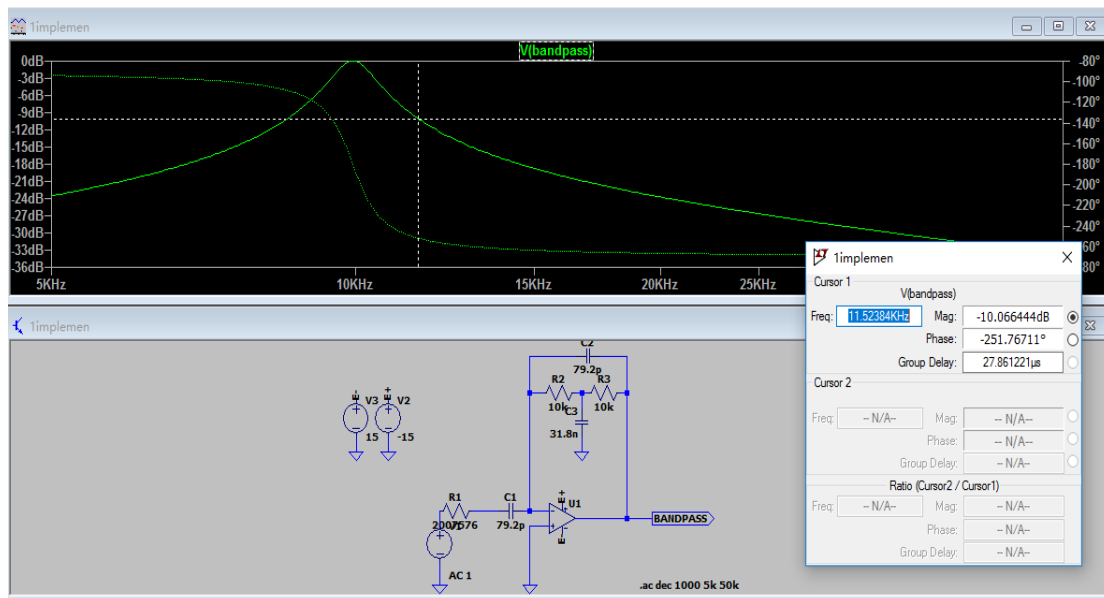 1implemen
V(bandpass)
0dB
-3dB
-6dB
-9dB
-12dB
-15dB
-18dB
-21dB
-24dB
-27dB
-30dB
-33dB
-36dB
-80°
-100°
-120°
-140°
-160°
-180°
-200°
-220°
-240°
5KHz
10KHz
15KHz
20KHz
25KHz
1implemen
Cursor 1
V(bandpass)
Freq: 11.52384KHz Mag: -10.066444dB
Phase: -251.76711°
Group Delay: 27.861221µs
Cursor 2
Freq: -- N/A-- Mag: -- N/A--
Phase: -- N/A--
Group Delay: -- N/A--
Ratio (Cursor2 / Cursor1)
Freq: -- N/A-- Mag: -- N/A--
Phase: -- N/A--
Group Delay: -- N/A--
1implemen
C2
79.2p
R2 R3
10k 10k
C3
31.8n
E- E+
V3 V2
15 -15
R1 C1
79.2p
E+
U1
BANDPASS
AC 1
.ac dec 1000 5k 50k